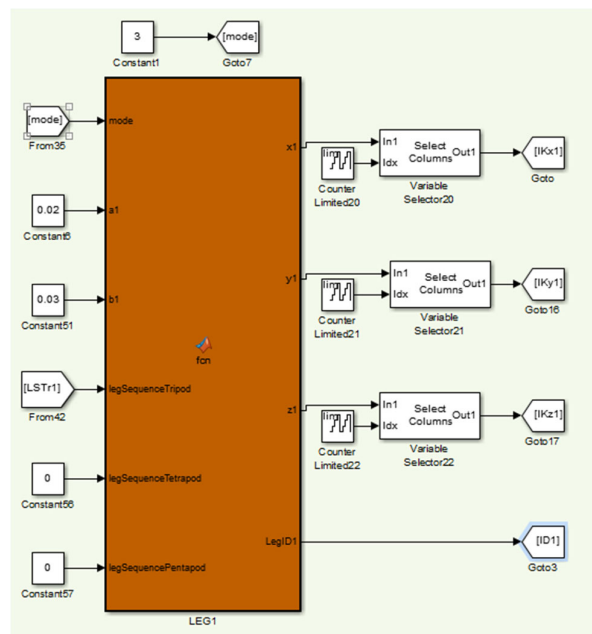 3
Constant1
[mode]
Goto7
[mode]
From35
mode
0.02
Constant6
a1
0.03
Constant51
b1
fcn
[LSTr1]
From42
legSequenceTripod
0
Constant56
legSequenceTetrapod
0
Constant57
legSequencePentapod
LEG1
x1
lim
Counter
Limited20
In1
Idx
Select
Columns
Out1
Variable
Selector20
[IKx1]
Goto
y1
lim
Counter
Limited21
In1
Idx
Select
Columns
Out1
Variable
Selector21
[IKy1]
Goto16
z1
lim
Counter
Limited22
In1
Idx
Select
Columns
Out1
Variable
Selector22
[IKz1]
Goto17
LegID1
[ID1]
Goto3